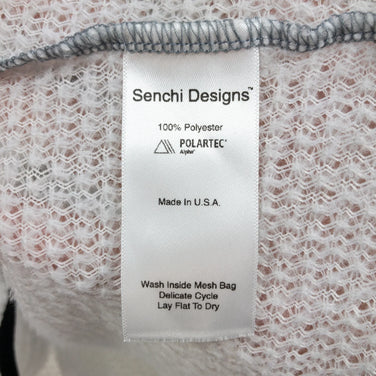 Senchi Designs™
100% Polyester
POLARTEC®
Alpha®
Made In U.S.A.
Wash Inside Mesh Bag
Delicate Cycle
Lay Flat To Dry